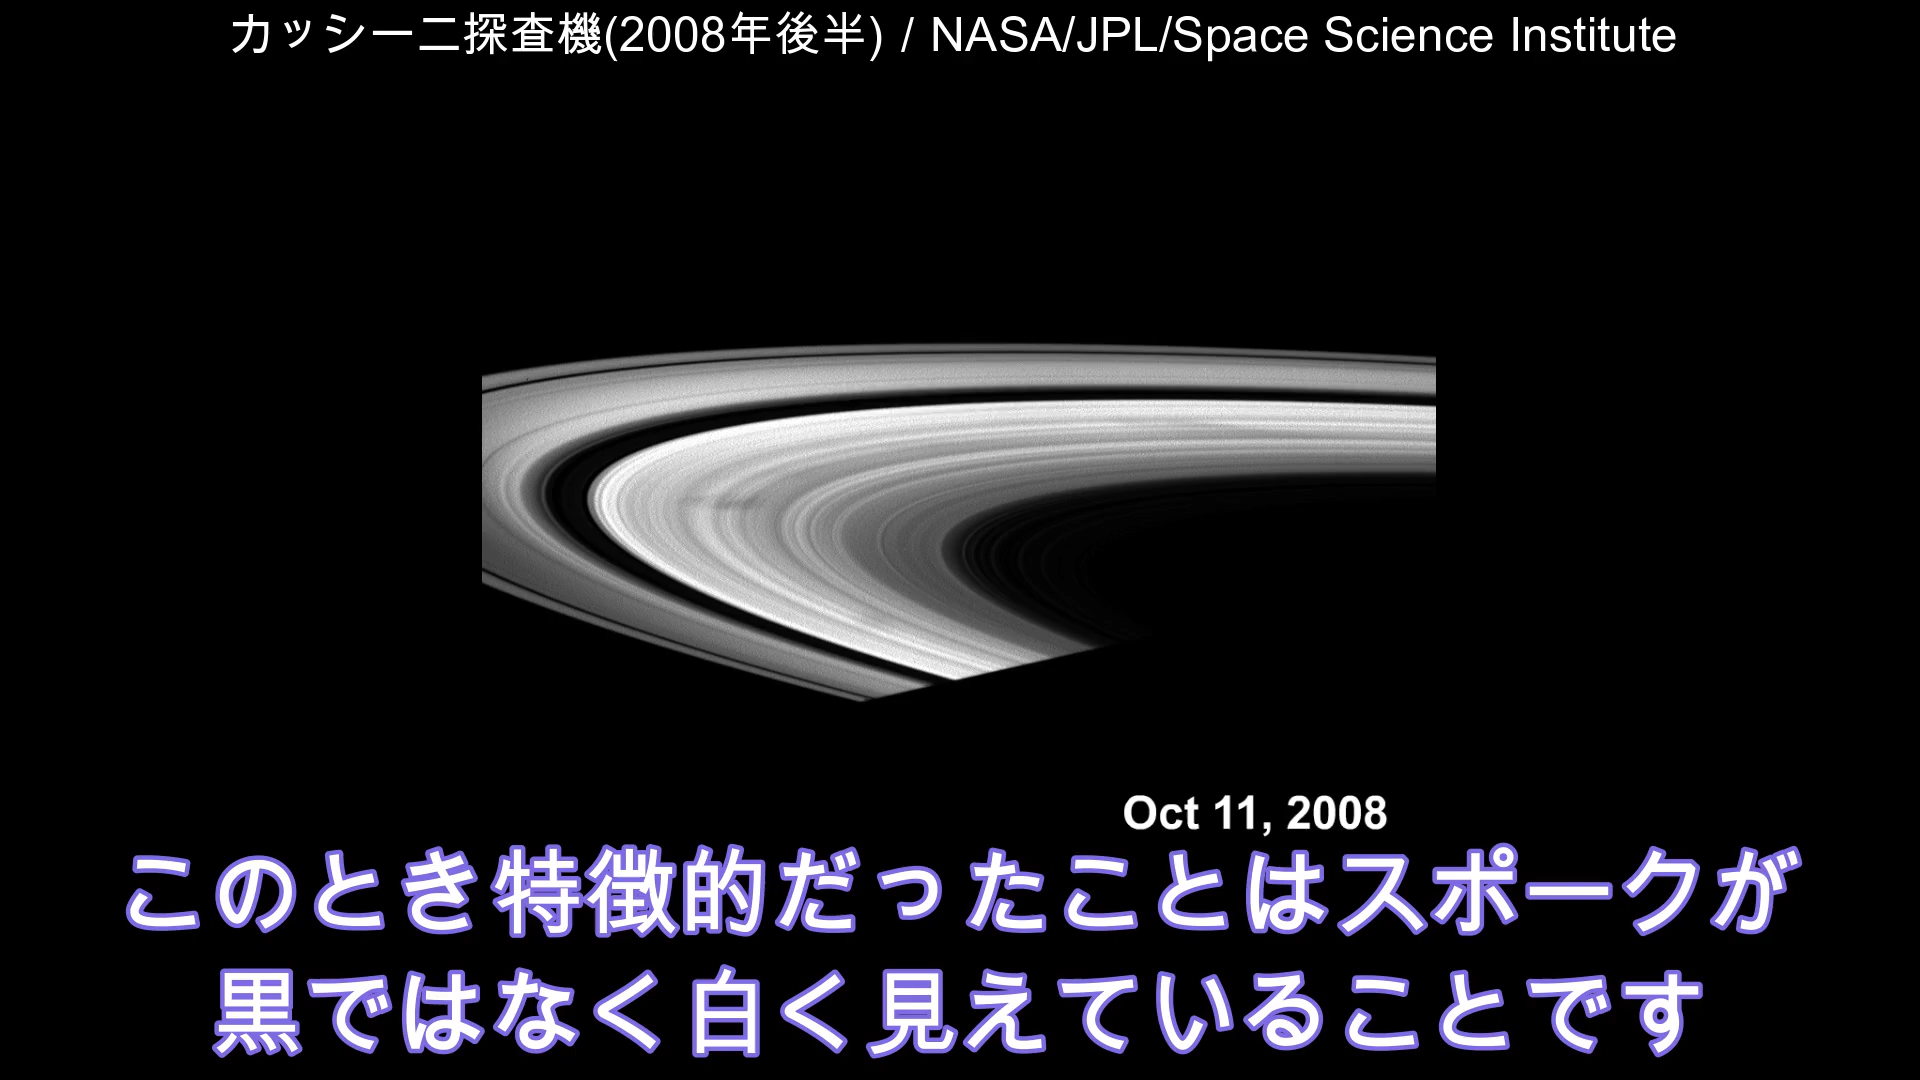 カッシーニ探査機(2008年後半) / NASA/JPL/Space Science Institute
Oct 11, 2008
このとき特徴的だったことはスポークが
黒ではなく白く見えていることです